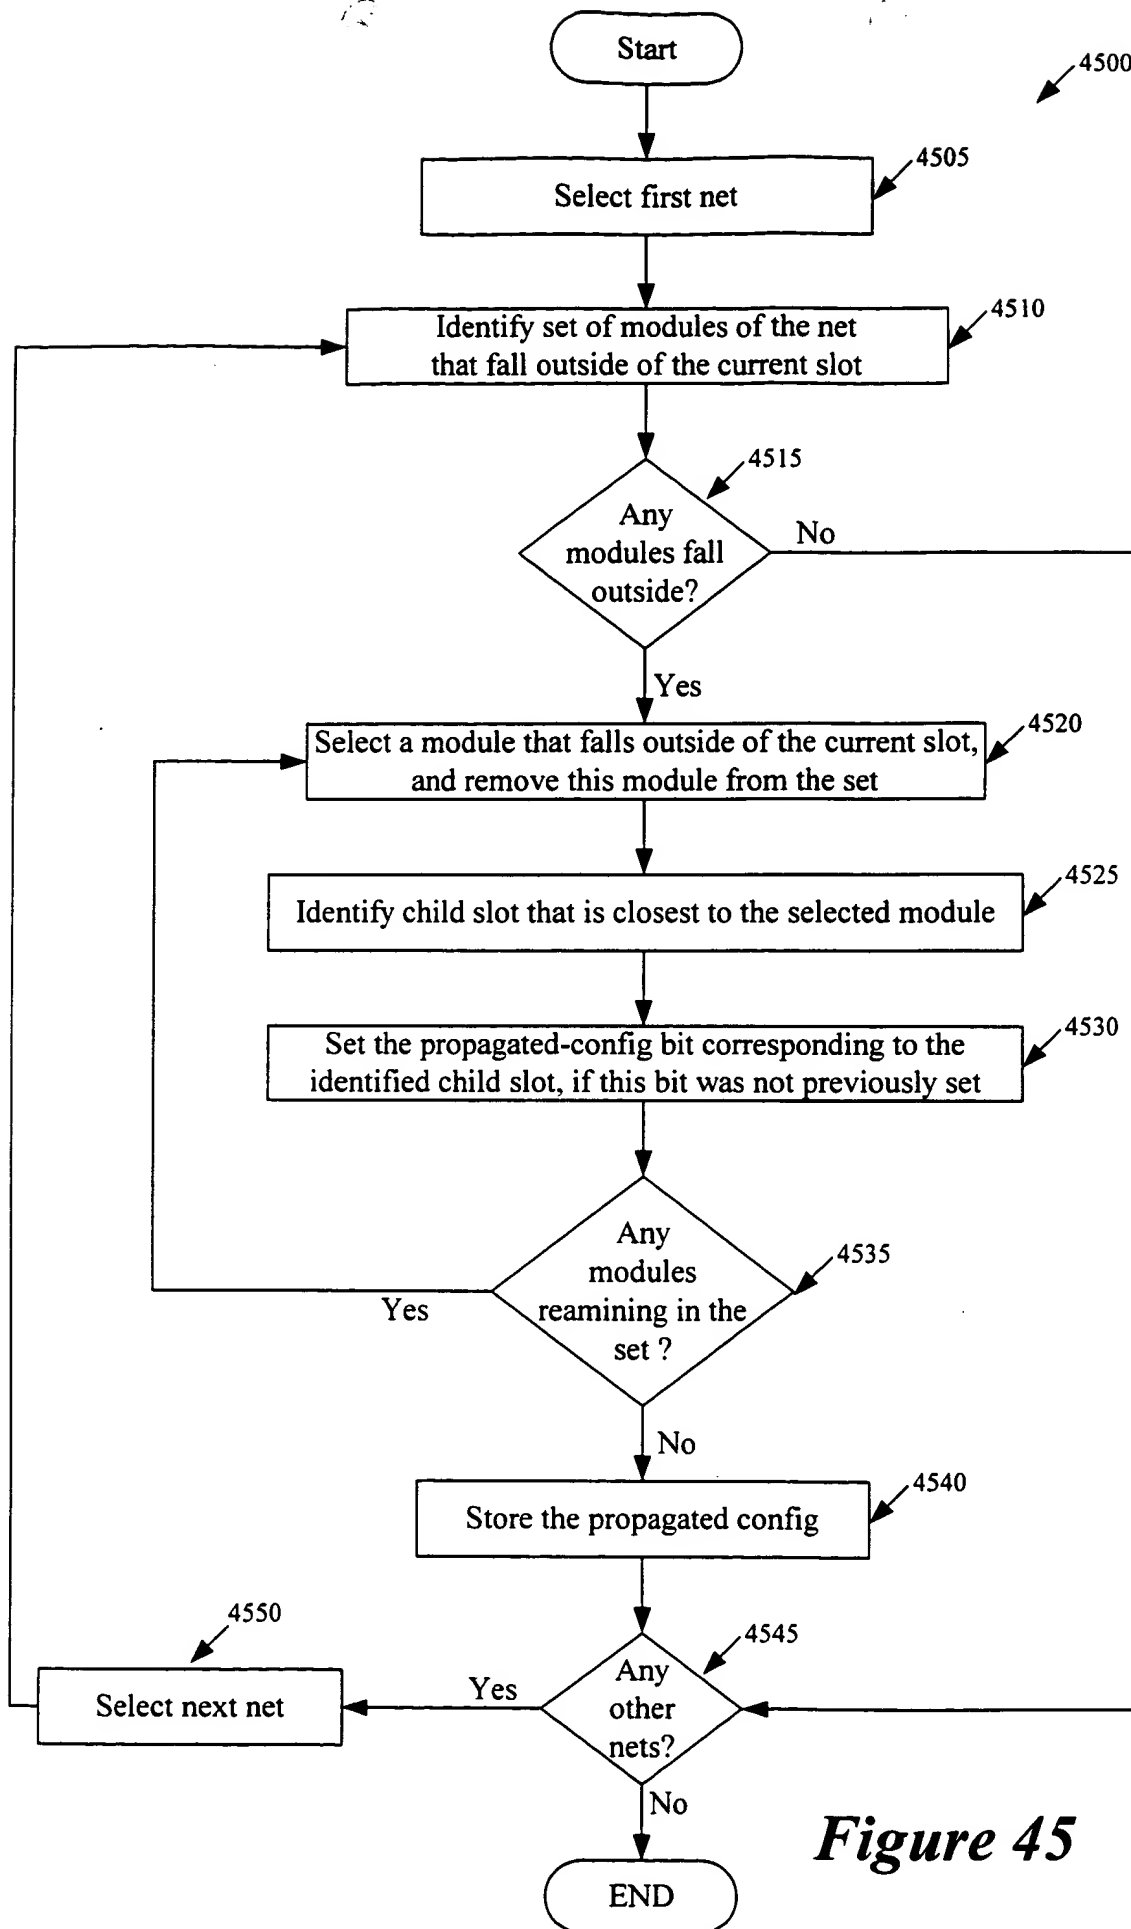 Start
4500
4505
Select first net
4510
Identify set of modules of the net
that fall outside of the current slot
4515
Any
modules fall
outside?
No
Yes
4520
Select a module that falls outside of the current slot,
and remove this module from the set
4525
Identify child slot that is closest to the selected module
4530
Set the propagated-config bit corresponding to the
identified child slot, if this bit was not previously set
Any
modules
reamining in the
set ?
4535
Yes
No
4540
Store the propagated config
4550
4545
Select next net
Yes
Any
other
nets?
No
Figure 45
END